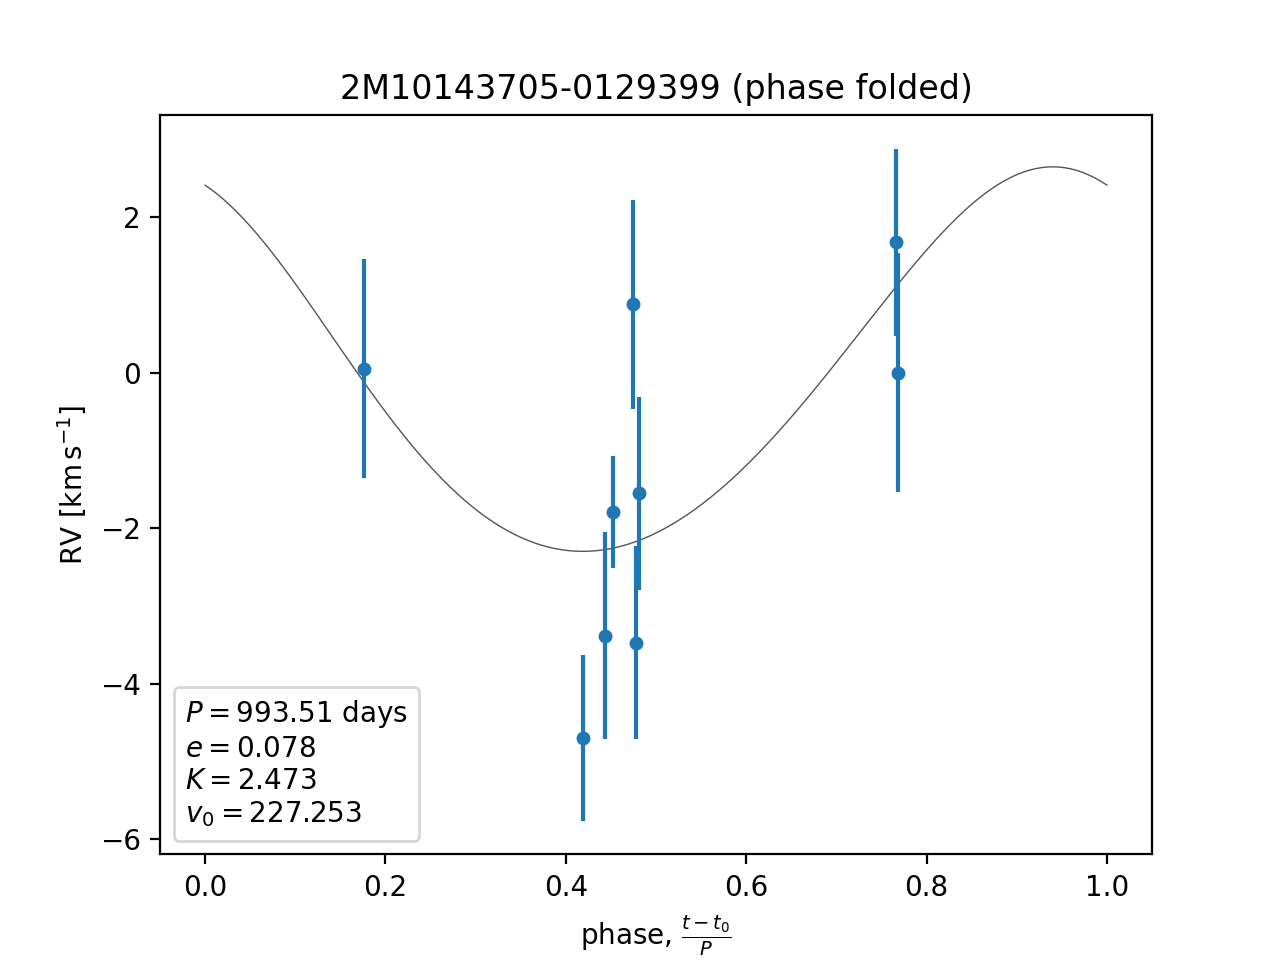 2M10143705-0129399 (phase folded)
RV [km s⁻¹]
2
0
−2
−4
−6
P = 993.51 days
e = 0.078
K = 2.473
v₀ = 227.253
0.0 0.2 0.4 0.6 0.8 1.0
phase, (t − t₀)/P